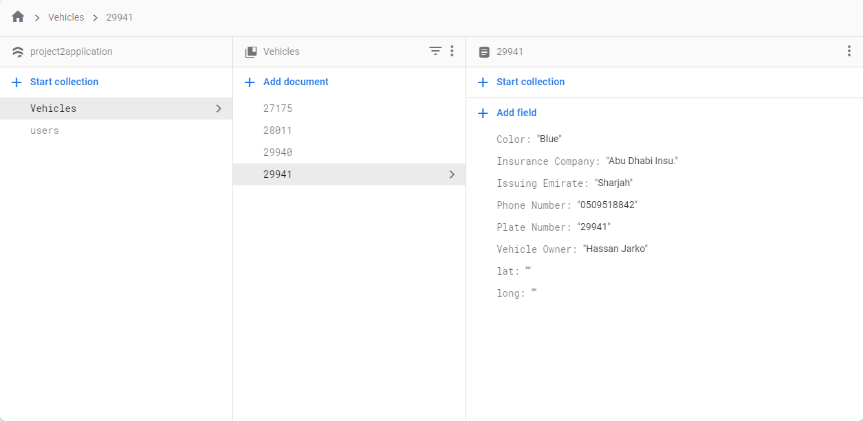 Vehicles > 29941
project2application
Start collection
Vehicles
users
Vehicles
Add document
27175
28011
29940
29941
29941
Start collection
Add field
Color: "Blue"
Insurance Company: "Abu Dhabi Insu."
Issuing Emirate: "Sharjah"
Phone Number: "0509518842"
Plate Number: "29941"
Vehicle Owner: "Hassan Jarko"
lat: ""
long: ""